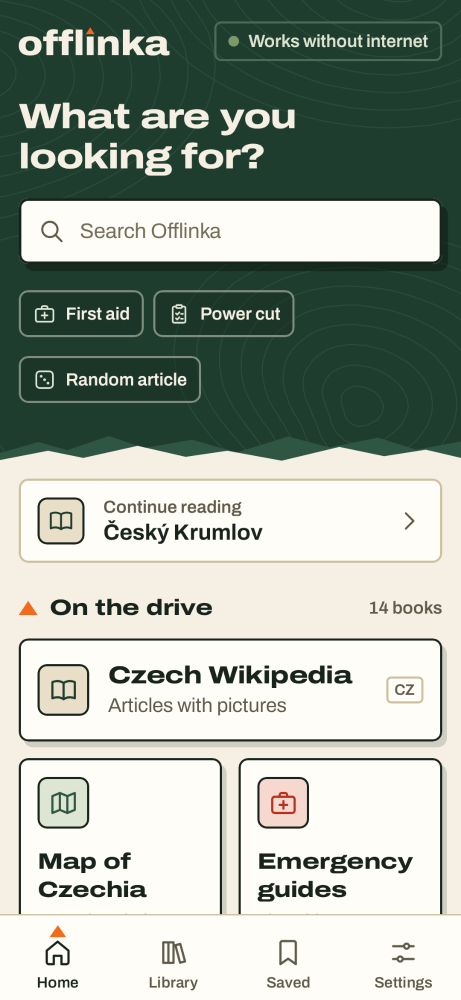 offlinka
Works without internet
What are you
looking for?
Search Offlinka
First aid
Power cut
Random article
Continue reading
Český Krumlov
On the drive
14 books
Czech Wikipedia
Articles with pictures
CZ
Map of
Czechia
Emergency
guides
Home
Library
Saved
Settings